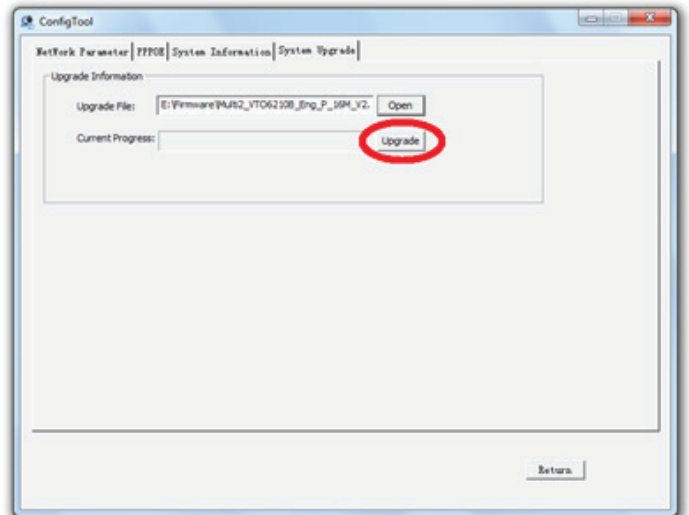 ConfigTool
NetWork Parameter PPPOE System Information System Upgrade
Upgrade Information
Upgrade File: E:\Firmware\Multi2_VTO6210B_Eng_P_16M_V2. Open
Current Progress: Upgrade
Return